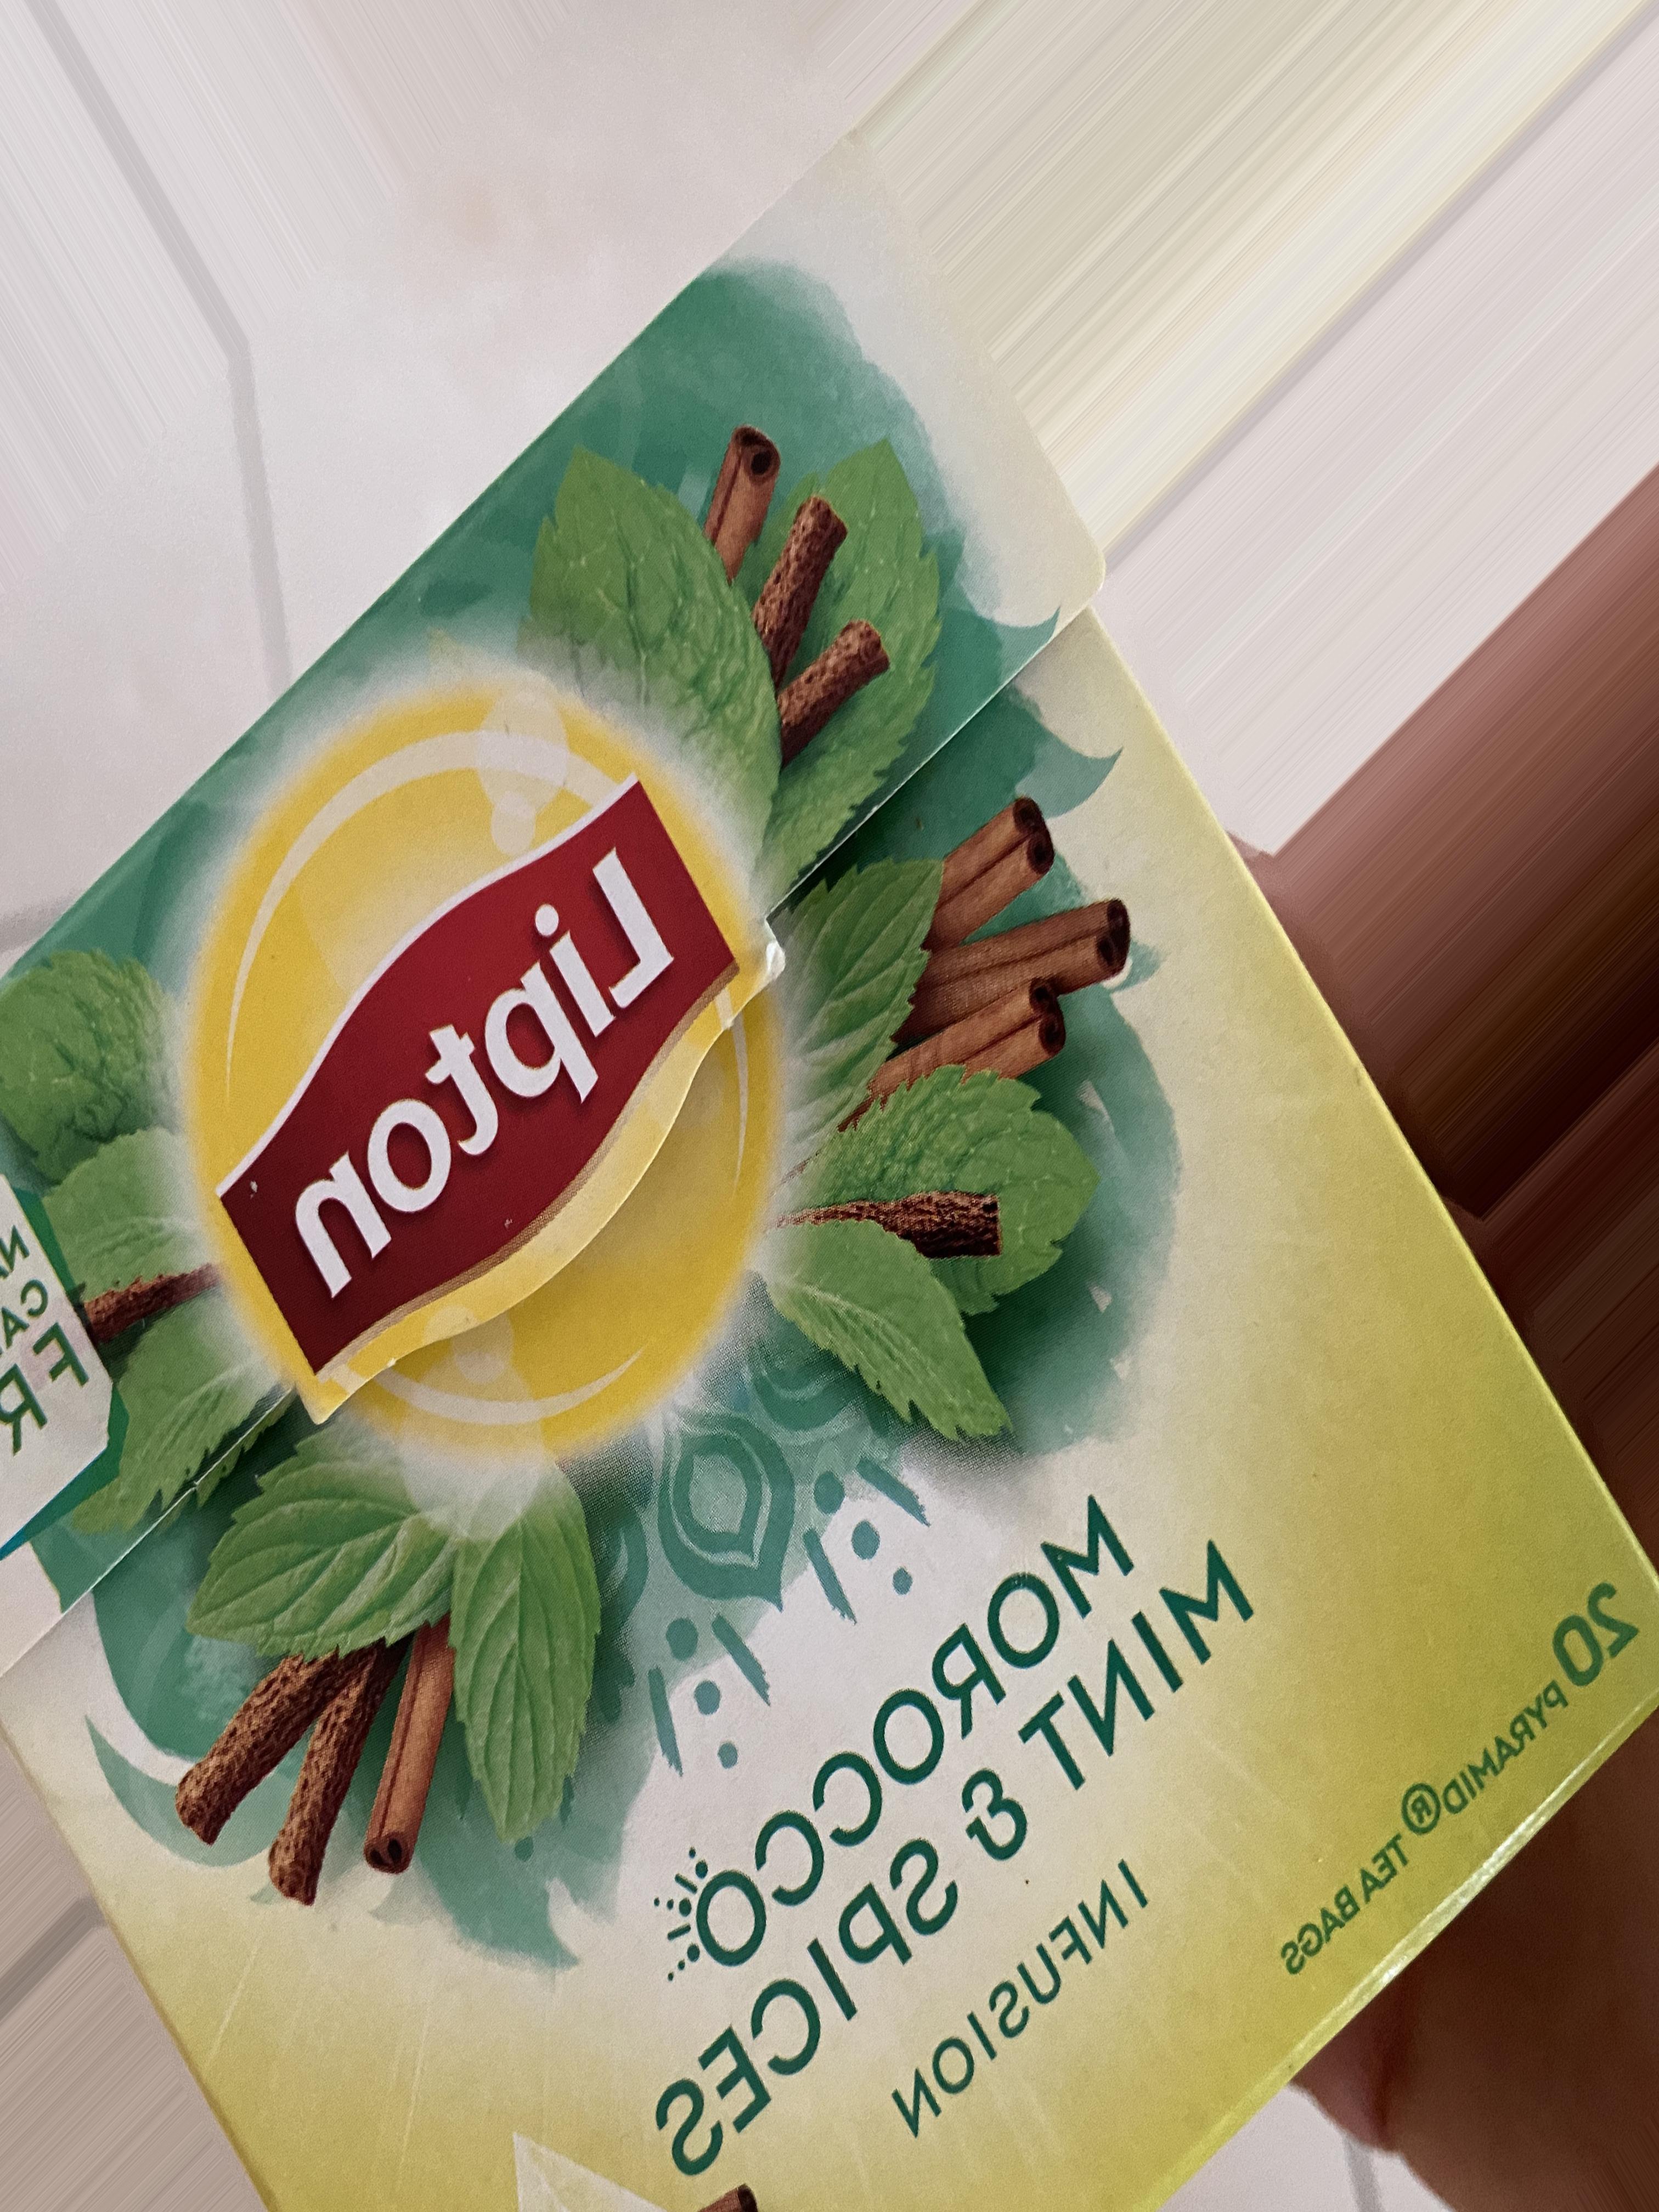 Lipton
MOROCCO
MINT & SPICES
INFUSION
20 PYRAMID® TEA BAGS